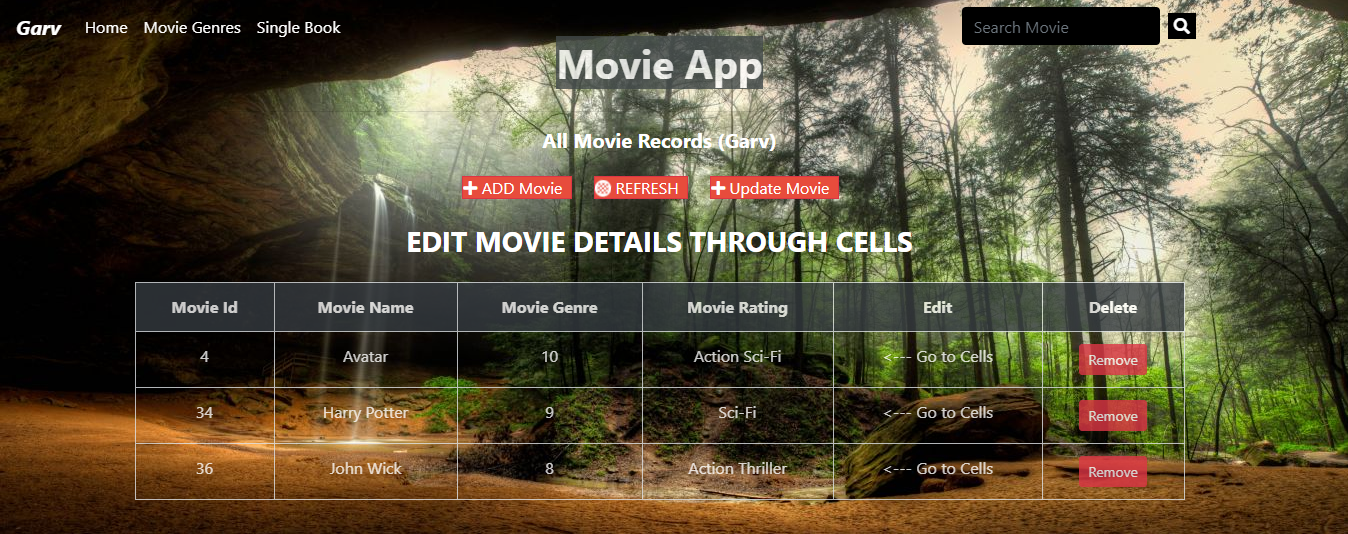 Garv Home Movie Genres Single Book Search Movie
Movie App
All Movie Records (Garv)
ADD Movie REFRESH Update Movie
EDIT MOVIE DETAILS THROUGH CELLS
Movie Id Movie Name Movie Genre Movie Rating Edit Delete
4 Avatar 10 Action Sci-Fi <--- Go to Cells Remove
34 Harry Potter 9 Sci-Fi <--- Go to Cells Remove
36 John Wick 8 Action Thriller <--- Go to Cells Remove